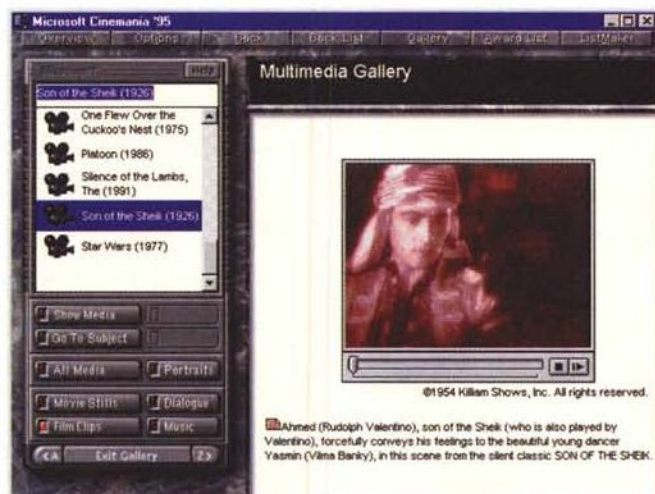 Microsoft Cinemania '95
Overview Options Back Back List Gallery Award List ListMaker
Help
Son of the Sheik (1926)
One Flew Over the
Cuckoo's Nest (1975)
Platoon (1986)
Silence of the Lambs,
The (1991)
Son of the Sheik (1926)
Star Wars (1977)
Show Media
Go To Subject
All Media Portraits
Movie Stills Dialogue
Film Clips Music
<A Exit Gallery Z>
Multimedia Gallery
©1954 Killiam Shows, Inc. All rights reserved.
Ahmed (Rudolph Valentino), son of the Sheik (who is also played by
Valentino), forcefully conveys his feelings to the beautiful young dancer
Yasmin (Vilma Banky), in this scene from the silent classic SON OF THE SHEIK.